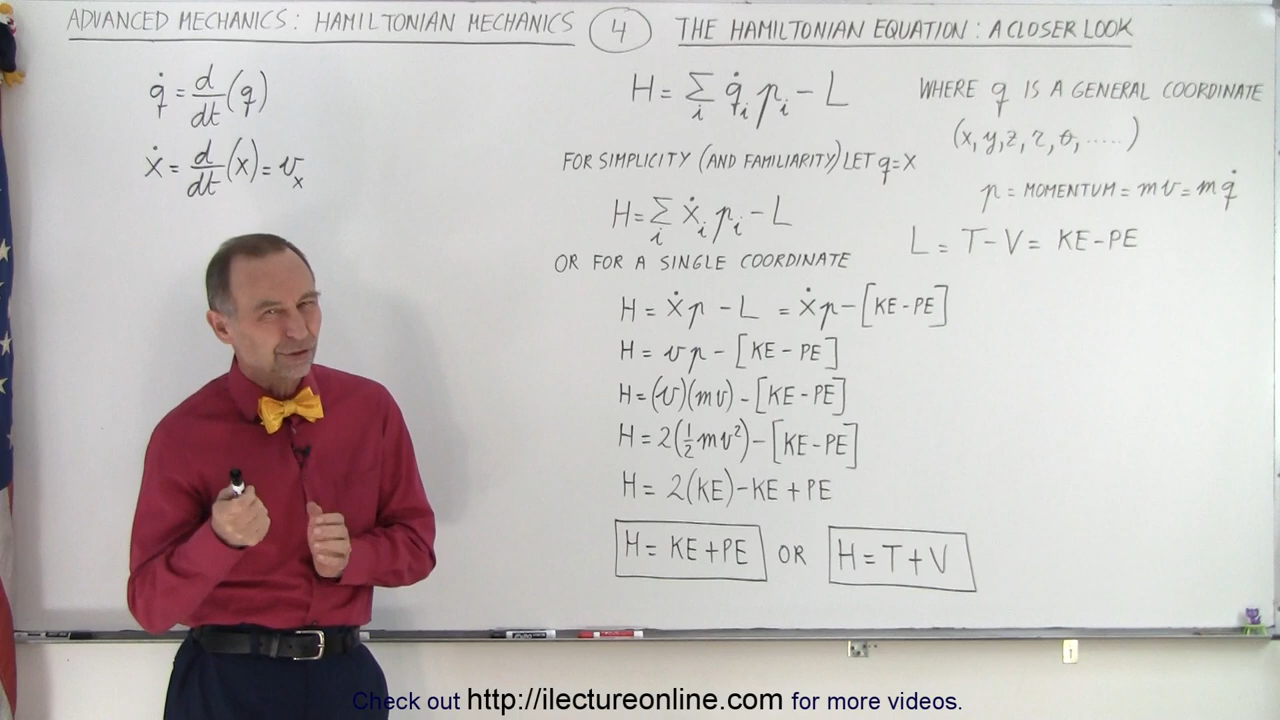 ADVANCED MECHANICS: HAMILTONIAN MECHANICS 4 THE HAMILTONIAN EQUATION: A CLOSER LOOK
q̇ = d/dt (q)
ẋ = d/dt (x) = vₓ
H = Σᵢ q̇ᵢ pᵢ - L
WHERE q IS A GENERAL COORDINATE
(x, y, z, r, θ, .....)
FOR SIMPLICITY (AND FAMILIARITY) LET q = x
p = MOMENTUM = mv = mq̇
H = Σᵢ ẋᵢ pᵢ - L
L = T - V = KE - PE
OR FOR A SINGLE COORDINATE
H = ẋp - L = ẋp - [KE - PE]
H = vp - [KE - PE]
H = (v)(mv) - [KE - PE]
H = 2(½mv²) - [KE - PE]
H = 2(KE) - KE + PE
H = KE + PE OR H = T + V
Check out http://ilectureonline.com for more videos.